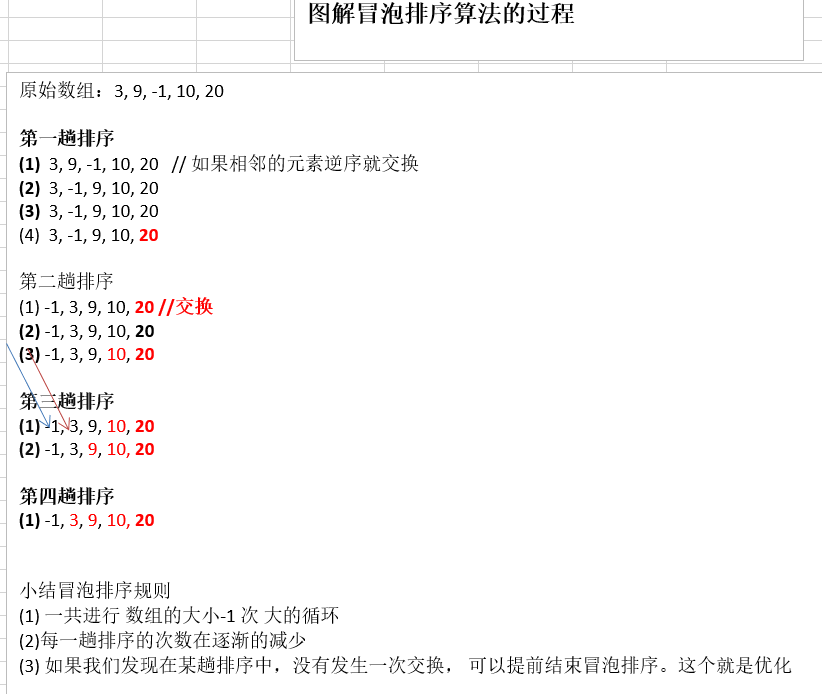 图解冒泡排序算法的过程
原始数组：3, 9, -1, 10, 20
第一趟排序
(1) 3, 9, -1, 10, 20 // 如果相邻的元素逆序就交换
(2) 3, -1, 9, 10, 20
(3) 3, -1, 9, 10, 20
(4) 3, -1, 9, 10, 20
第二趟排序
(1) -1, 3, 9, 10, 20 //交换
(2) -1, 3, 9, 10, 20
(3) -1, 3, 9, 10, 20
第三趟排序
(1) -1, 3, 9, 10, 20
(2) -1, 3, 9, 10, 20
第四趟排序
(1) -1, 3, 9, 10, 20
小结冒泡排序规则
(1) 一共进行 数组的大小-1 次 大的循环
(2)每一趟排序的次数在逐渐的减少
(3) 如果我们发现在某趟排序中，没有发生一次交换， 可以提前结束冒泡排序。这个就是优化